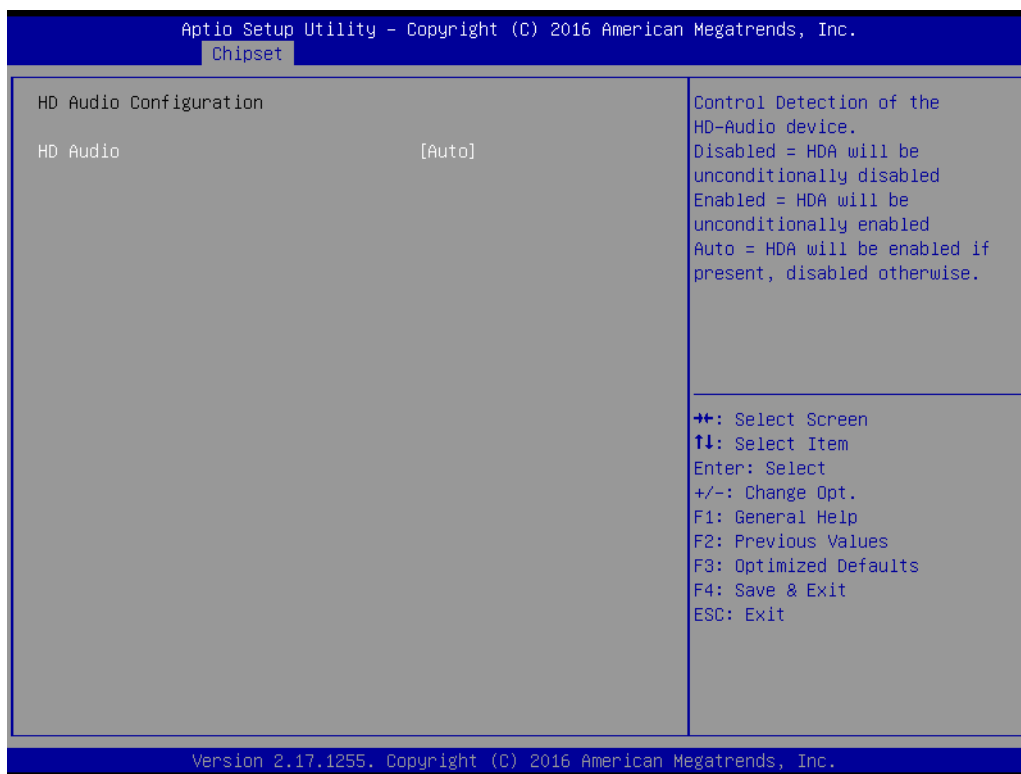 Aptio Setup Utility – Copyright (C) 2016 American Megatrends, Inc.
Chipset
HD Audio Configuration
HD Audio [Auto]
Control Detection of the
HD-Audio device.
Disabled = HDA will be
unconditionally disabled
Enabled = HDA will be
unconditionally enabled
Auto = HDA will be enabled if
present, disabled otherwise.
→←: Select Screen
↑↓: Select Item
Enter: Select
+/-: Change Opt.
F1: General Help
F2: Previous Values
F3: Optimized Defaults
F4: Save & Exit
ESC: Exit
Version 2.17.1255. Copyright (C) 2016 American Megatrends, Inc.